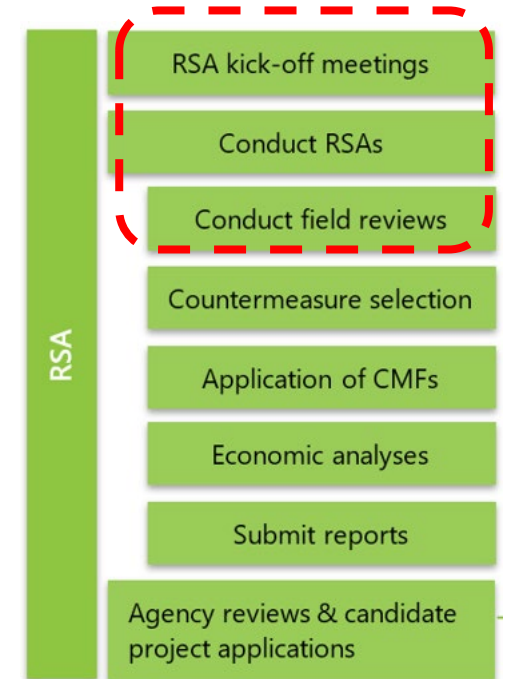 RSA
RSA kick-off meetings
Conduct RSAs
Conduct field reviews
Countermeasure selection
Application of CMFs
Economic analyses
Submit reports
Agency reviews & candidate
project applications